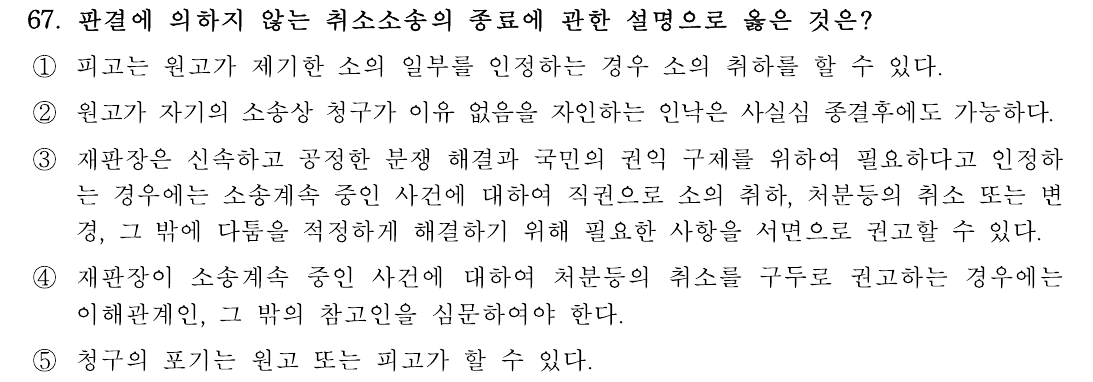 67. 판결에 의하지 않는 취소소송의 종료에 관한 설명으로 옳은 것은?
① 피고는 원고가 제기한 소의 일부를 인정하는 경우 소의 취하를 할 수 있다.
② 원고가 자기의 소송상 청구가 이유 없음을 자인하는 인낙은 사실심 종결후에도 가능하다.
③ 재판장은 신속하고 공정한 분쟁 해결과 국민의 권익 구제를 위하여 필요하다고 인정하
는 경우에는 소송계속 중인 사건에 대하여 직권으로 소의 취하, 처분등의 취소 또는 변
경, 그 밖에 다툼을 적정하게 해결하기 위해 필요한 사항을 서면으로 권고할 수 있다.
④ 재판장이 소송계속 중인 사건에 대하여 처분등의 취소를 구두로 권고하는 경우에는
이해관계인, 그 밖의 참고인을 심문하여야 한다.
⑤ 청구의 포기는 원고 또는 피고가 할 수 있다.